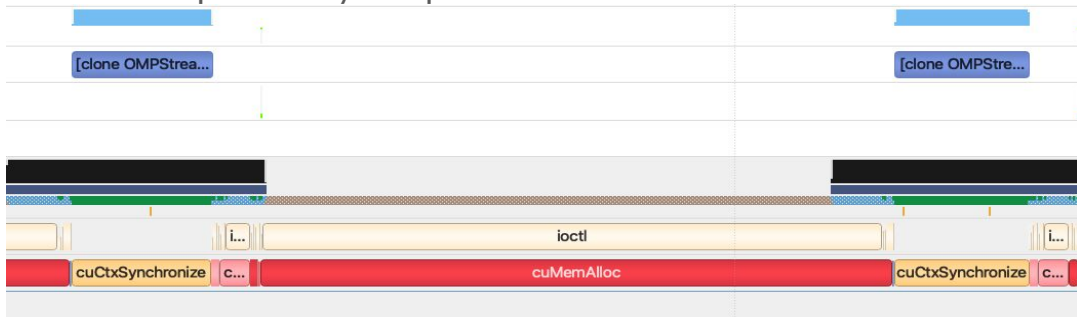 [clone OMPStrea... [clone OMPStre...
i... ioctl i...
cuCtxSynchronize c... cuMemAlloc cuCtxSynchronize c...